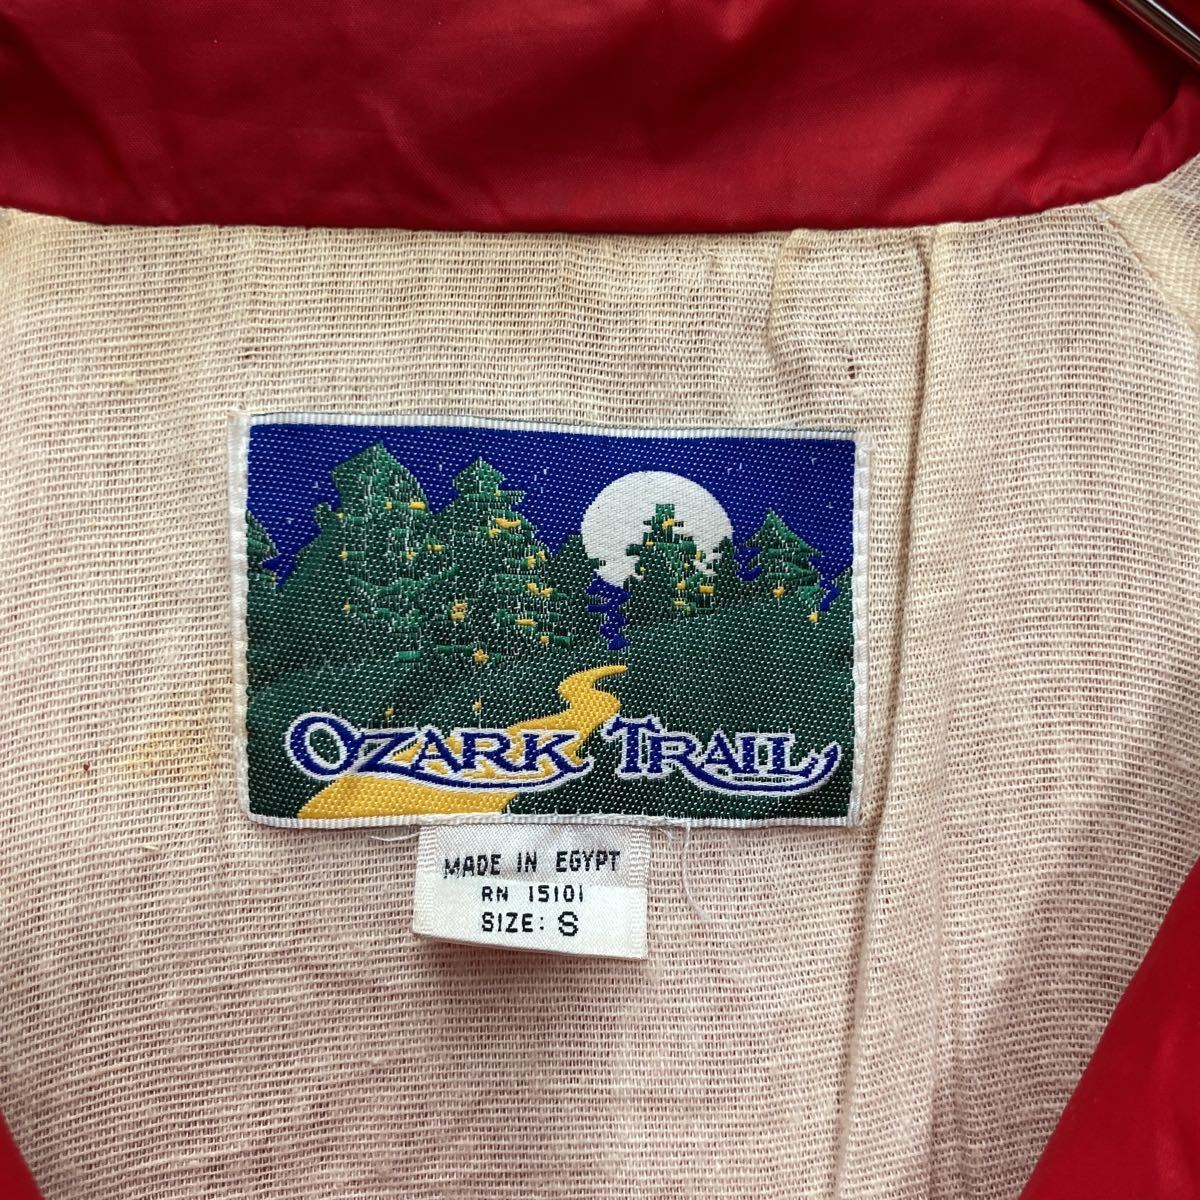 OZARK TRAIL
MADE IN EGYPT
RN 15101
SIZE: S